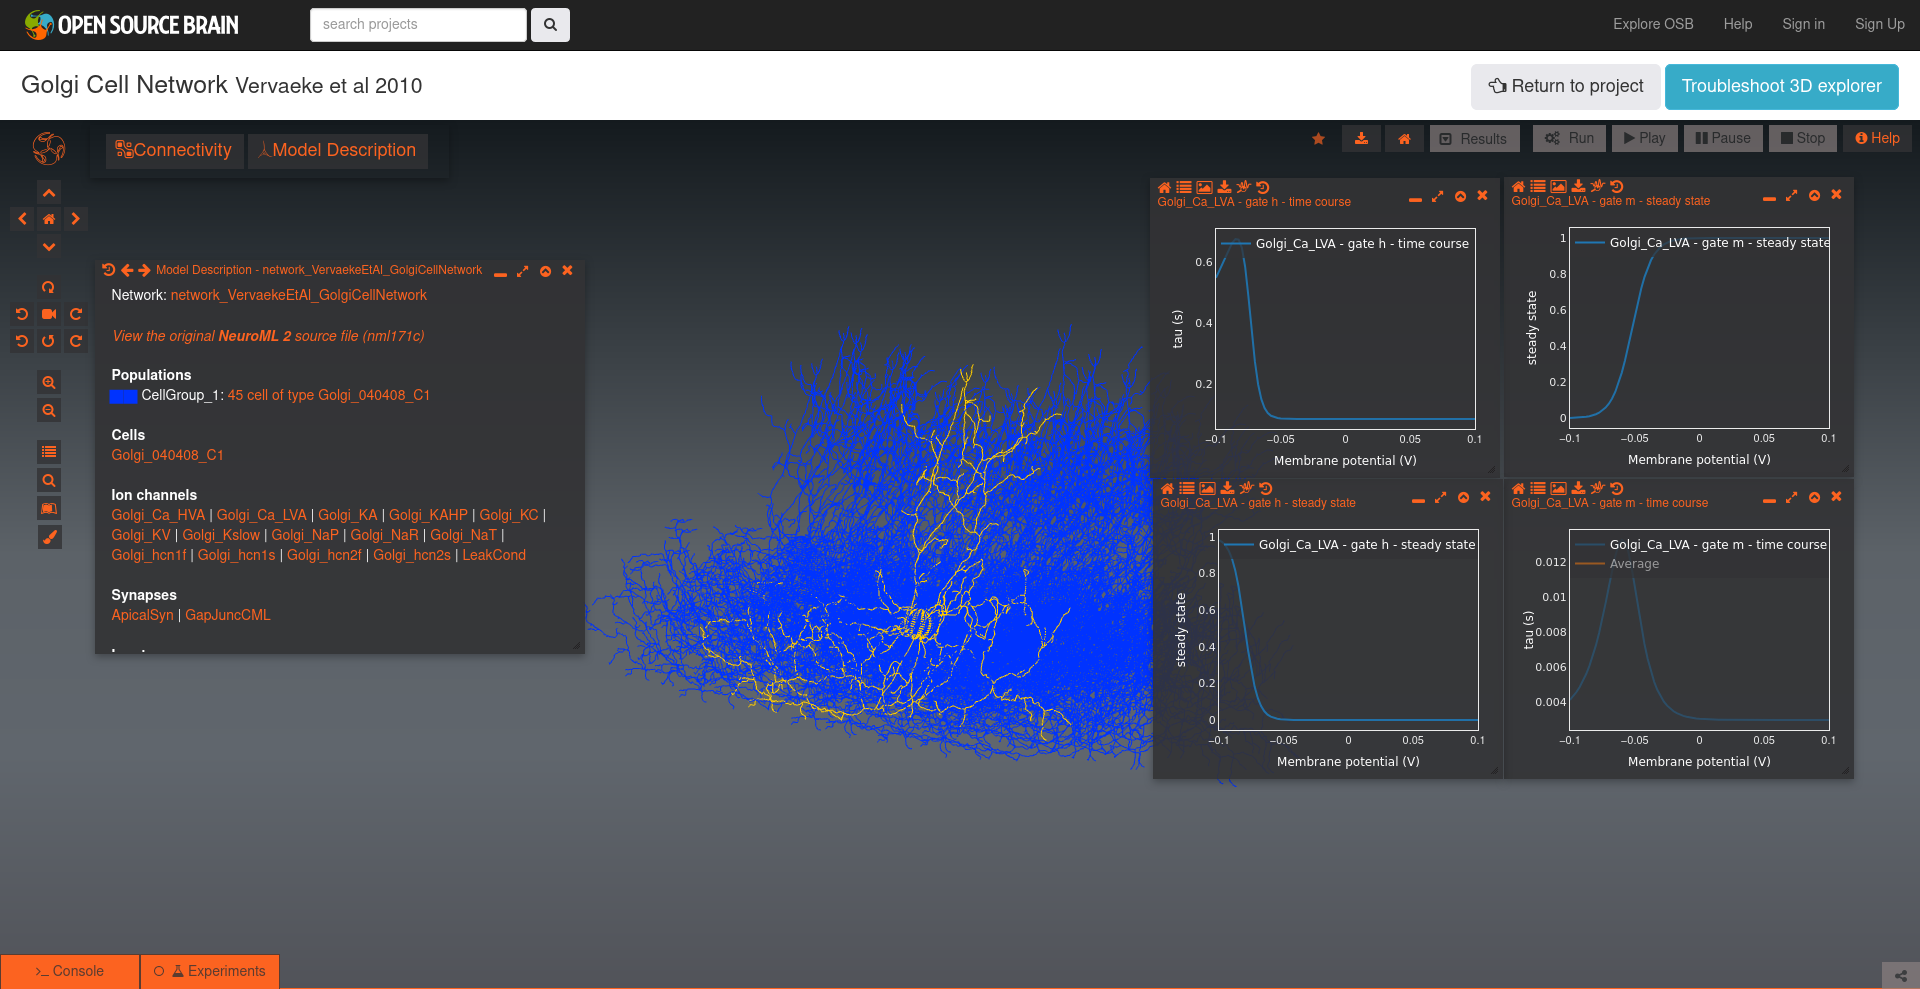 OPEN SOURCE BRAIN
search projects
Explore OSB
Help
Sign in
Sign Up
Golgi Cell Network Vervaeke et al 2010
Return to project
Troubleshoot 3D explorer
Connectivity
Model Description
Results
Run
Play
Pause
Stop
Help
Model Description - network_VervaekeEtAl_GolgiCellNetwork
Network: network_VervaekeEtAl_GolgiCellNetwork
View the original NeuroML 2 source file (nml171c)
Populations
CellGroup_1: 45 cell of type Golgi_040408_C1
Cells
Golgi_040408_C1
Ion channels
Golgi_Ca_HVA | Golgi_Ca_LVA | Golgi_KA | Golgi_KAHP | Golgi_KC |
Golgi_KV | Golgi_Kslow | Golgi_NaP | Golgi_NaR | Golgi_NaT |
Golgi_hcn1f | Golgi_hcn1s | Golgi_hcn2f | Golgi_hcn2s | LeakCond
Synapses
ApicalSyn | GapJuncCML
Golgi_Ca_LVA - gate h - time course
Golgi_Ca_LVA - gate h - time course
tau (s)
0.6
0.4
0.2
−0.1 −0.05 0 0.05 0.1
Membrane potential (V)
Golgi_Ca_LVA - gate m - steady state
Golgi_Ca_LVA - gate m - steady state
steady state
1
0.8
0.6
0.4
0.2
0
−0.1 −0.05 0 0.05 0.1
Membrane potential (V)
Golgi_Ca_LVA - gate h - steady state
Golgi_Ca_LVA - gate h - steady state
steady state
1
0.8
0.6
0.4
0.2
0
−0.1 −0.05 0 0.05 0.1
Membrane potential (V)
Golgi_Ca_LVA - gate m - time course
Golgi_Ca_LVA - gate m - time course
Average
tau (s)
0.012
0.01
0.008
0.006
0.004
−0.1 −0.05 0 0.05 0.1
Membrane potential (V)
>_ Console
Experiments